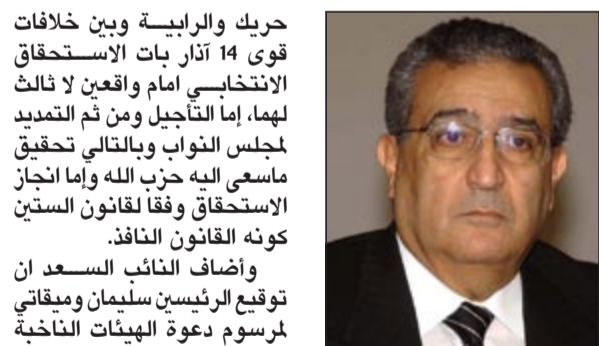 حريك والرابية وبين خلافات
قوى 14 آذار بات الاستحقاق
الانتخابي امام واقعين لا ثالث
لهما، إما التأجيل ومن ثم التمديد
لمجلس النواب وبالتالي تحقيق
ماسعى اليه حزب الله وإما انجاز
الاستحقاق وفقا لقانون الستين
كونه القانون النافذ.
وأضاف النائب السعد ان
توقيع الرئيسين سليمان وميقاتي
لمرسوم دعوة الهيئات الناخبة